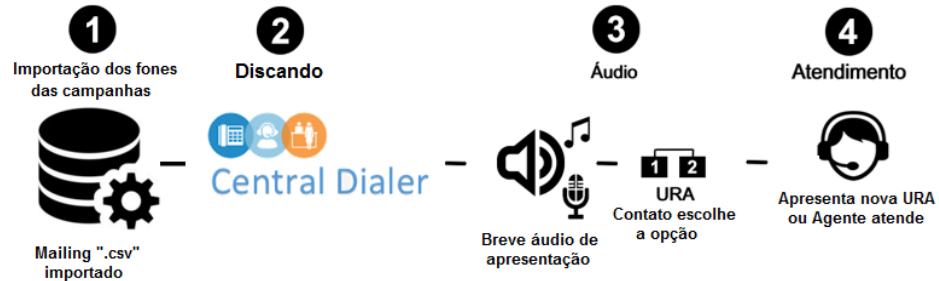 1
Importação dos fones
das campanhas
Mailing ".csv"
importado
2
Discando
Central Dialer
3
Áudio
Breve áudio de
apresentação
1 2
URA
Contato escolhe
a opção
4
Atendimento
Apresenta nova URA
ou Agente atende